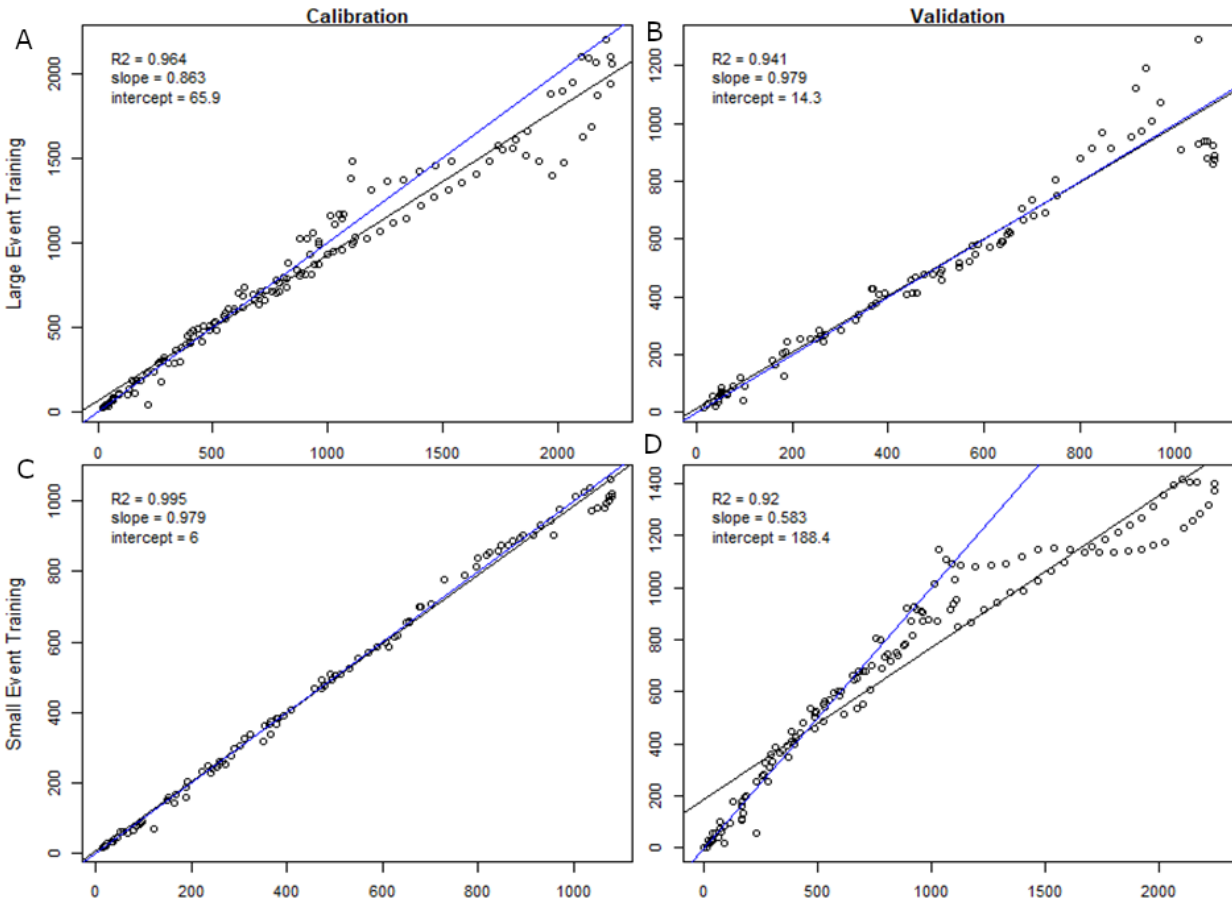 Calibration
Validation
A
R2 = 0.964
slope = 0.863
intercept = 65.9
Large Event Training
0 500 1000 1500 2000
0 500 1000 1500 2000
B
R2 = 0.941
slope = 0.979
intercept = 14.3
0 200 400 600 800 1000 1200
0 200 400 600 800 1000
C
R2 = 0.995
slope = 0.979
intercept = 6
Small Event Training
0 200 400 600 800 1000
0 200 400 600 800 1000
D
R2 = 0.92
slope = 0.583
intercept = 188.4
0 200 400 600 800 1000 1200 1400
0 500 1000 1500 2000